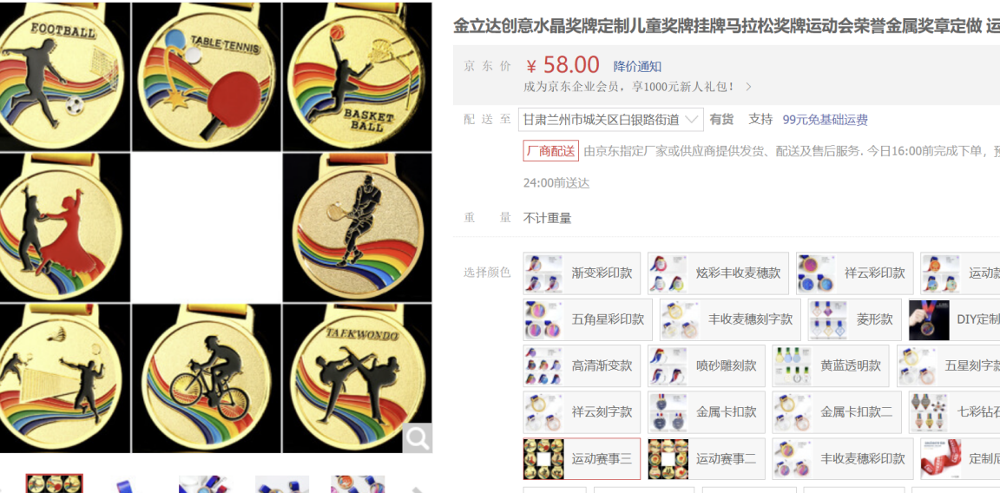 FOOTBALL
TABLE·TENNIS
BASKET
BALL
TAEKWONDO
金立达创意水晶奖牌定制儿童奖牌挂牌马拉松奖牌运动会荣誉金属奖章定做 运
京东价 ¥ 58.00 降价通知
成为京东企业会员，享1000元新人礼包！ >
配送至 甘肃兰州市城关区白银路街道 有货 支持 99元免基础运费
厂商配送 由京东指定厂家或供应商提供发货、配送及售后服务. 今日16:00前完成下单，预
24:00前送达
重量 不计重量
选择颜色 渐变彩印款 炫彩丰收麦穗款 祥云彩印款 运动款
五角星彩印款 丰收麦穗刻字款 菱形款 DIY定制
高清渐变款 喷砂雕刻款 黄蓝透明款 五星刻字款
祥云刻字款 金属卡扣款 金属卡扣款二 七彩钻石
运动赛事三 运动赛事二 丰收麦穗彩印款 定制